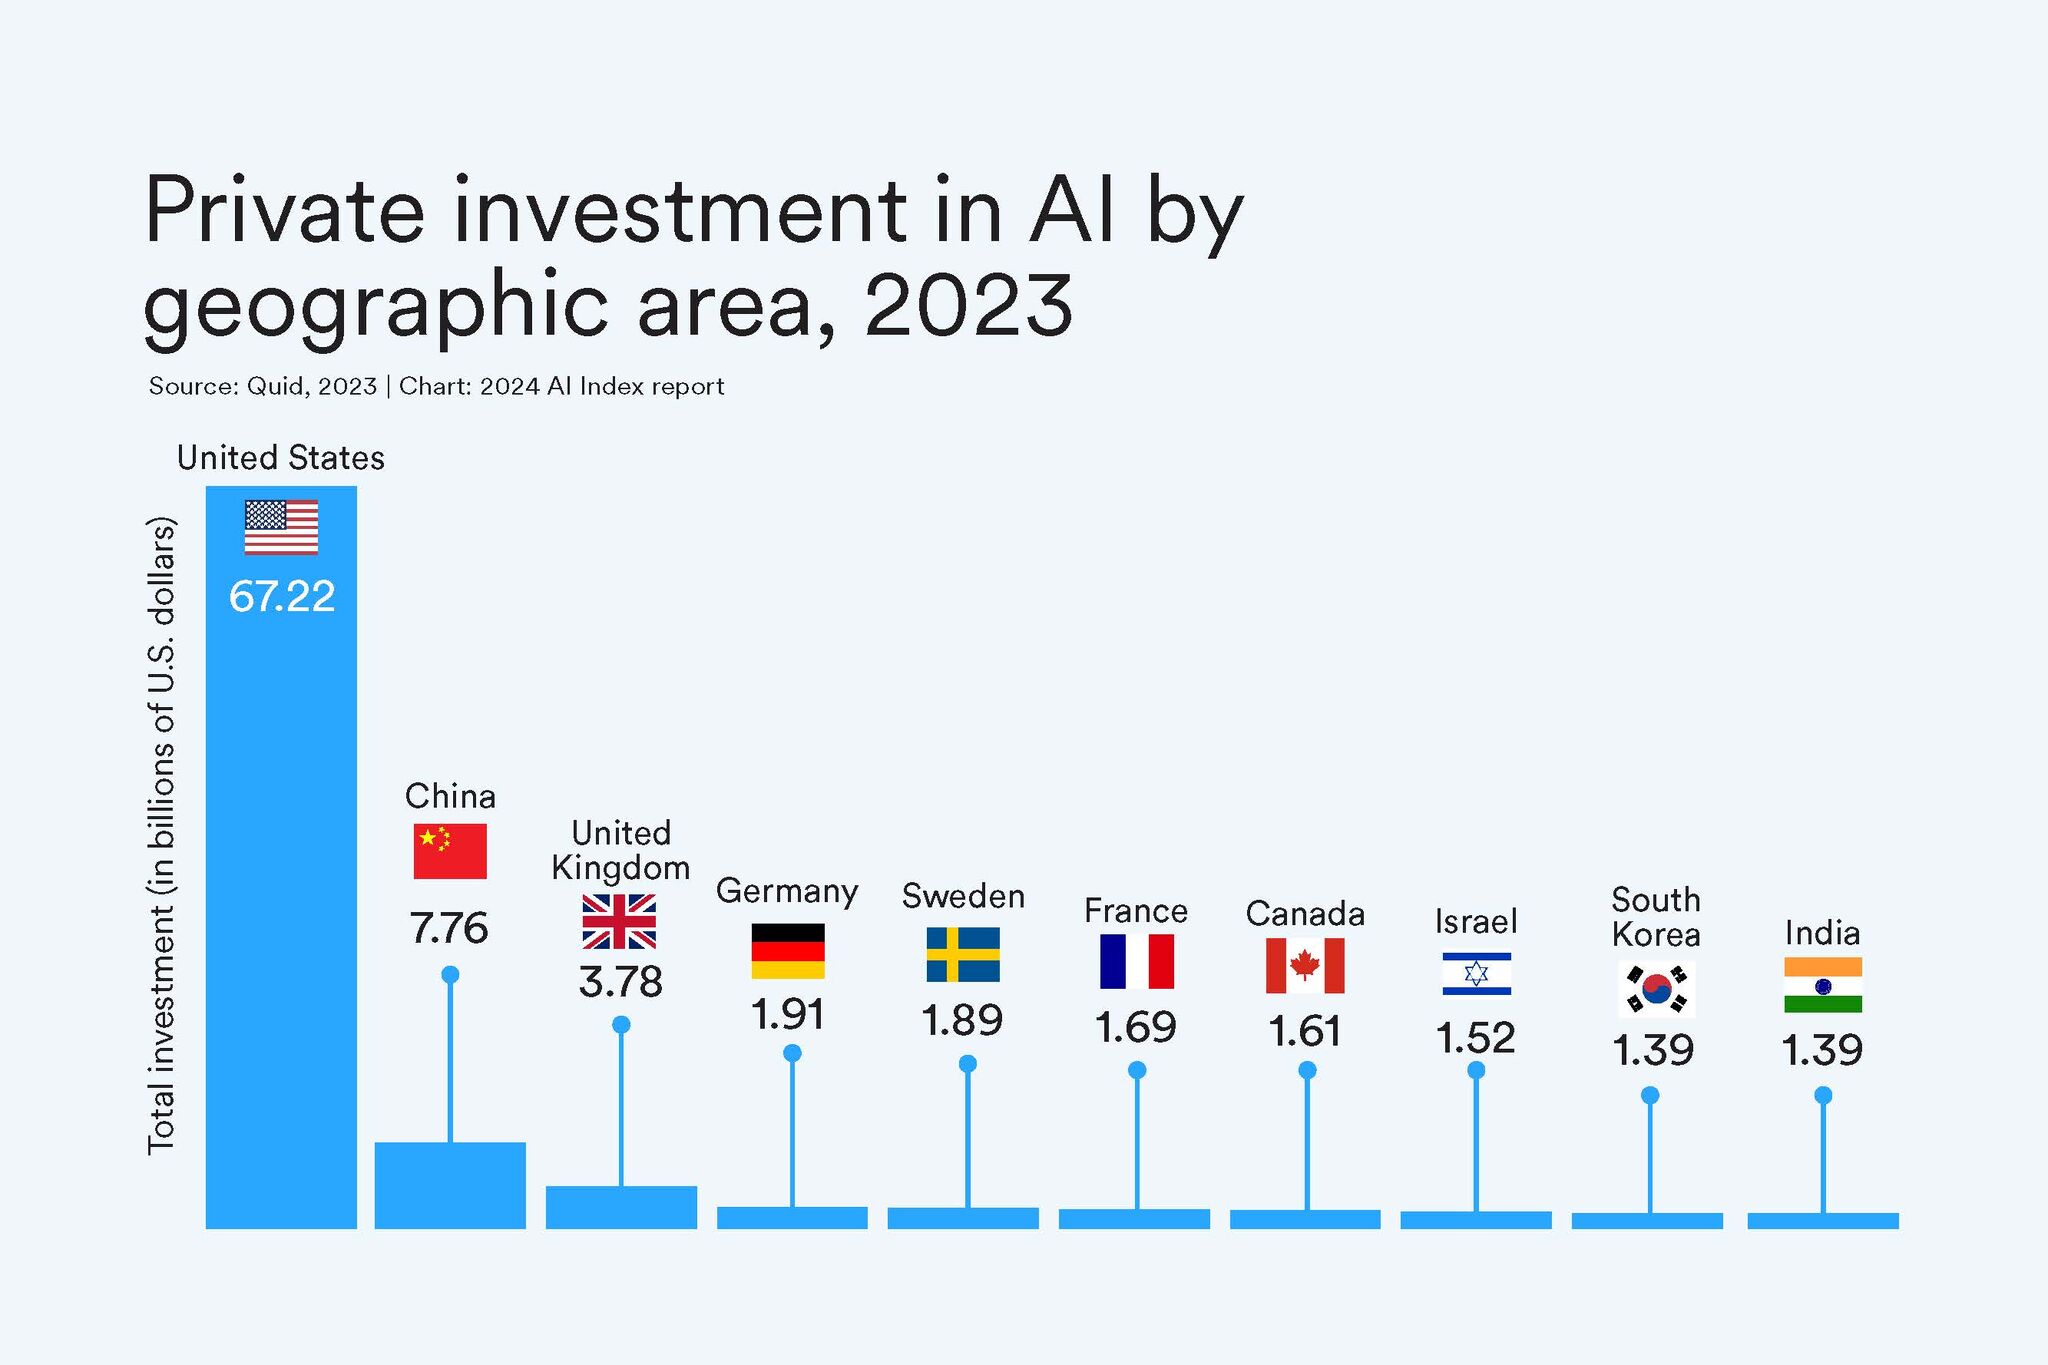 Private investment in AI by
geographic area, 2023
Source: Quid, 2023 | Chart: 2024 AI Index report
Total investment (in billions of U.S. dollars)
United States
67.22
China
7.76
United
Kingdom
3.78
Germany
1.91
Sweden
1.89
France
1.69
Canada
1.61
Israel
1.52
South
Korea
1.39
India
1.39